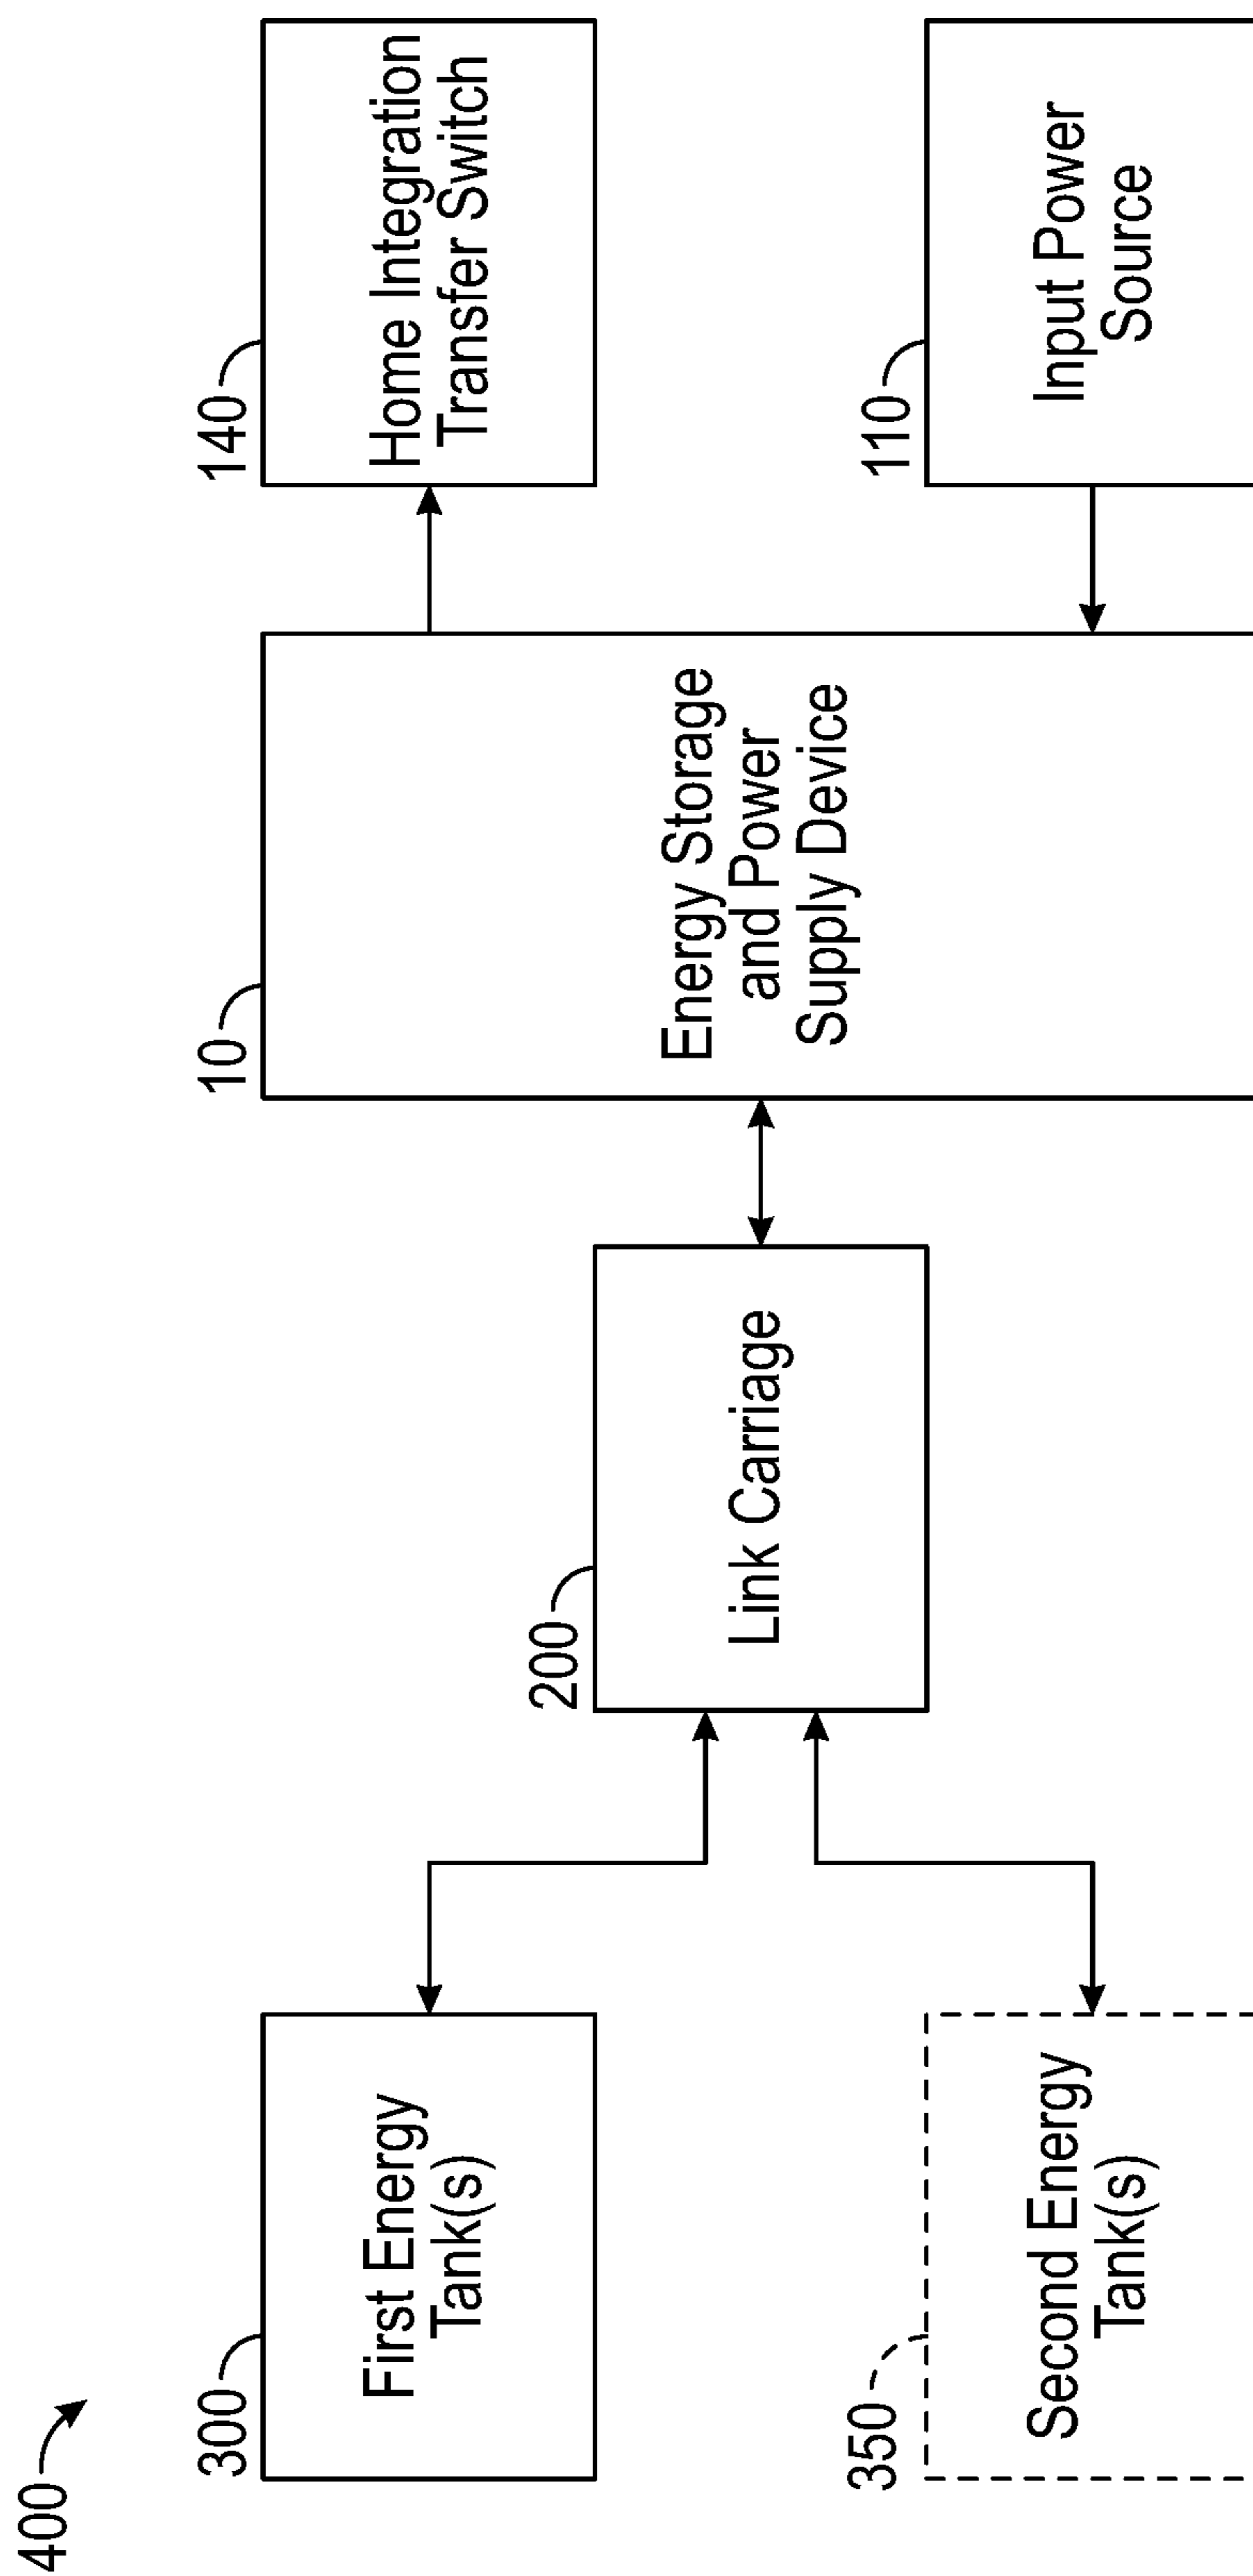 400
300
First Energy
Tank(s)
350
Second Energy
Tank(s)
200
Link Carriage
10
Energy Storage
and Power
Supply Device
140
Home Integration
Transfer Switch
110
Input Power
Source